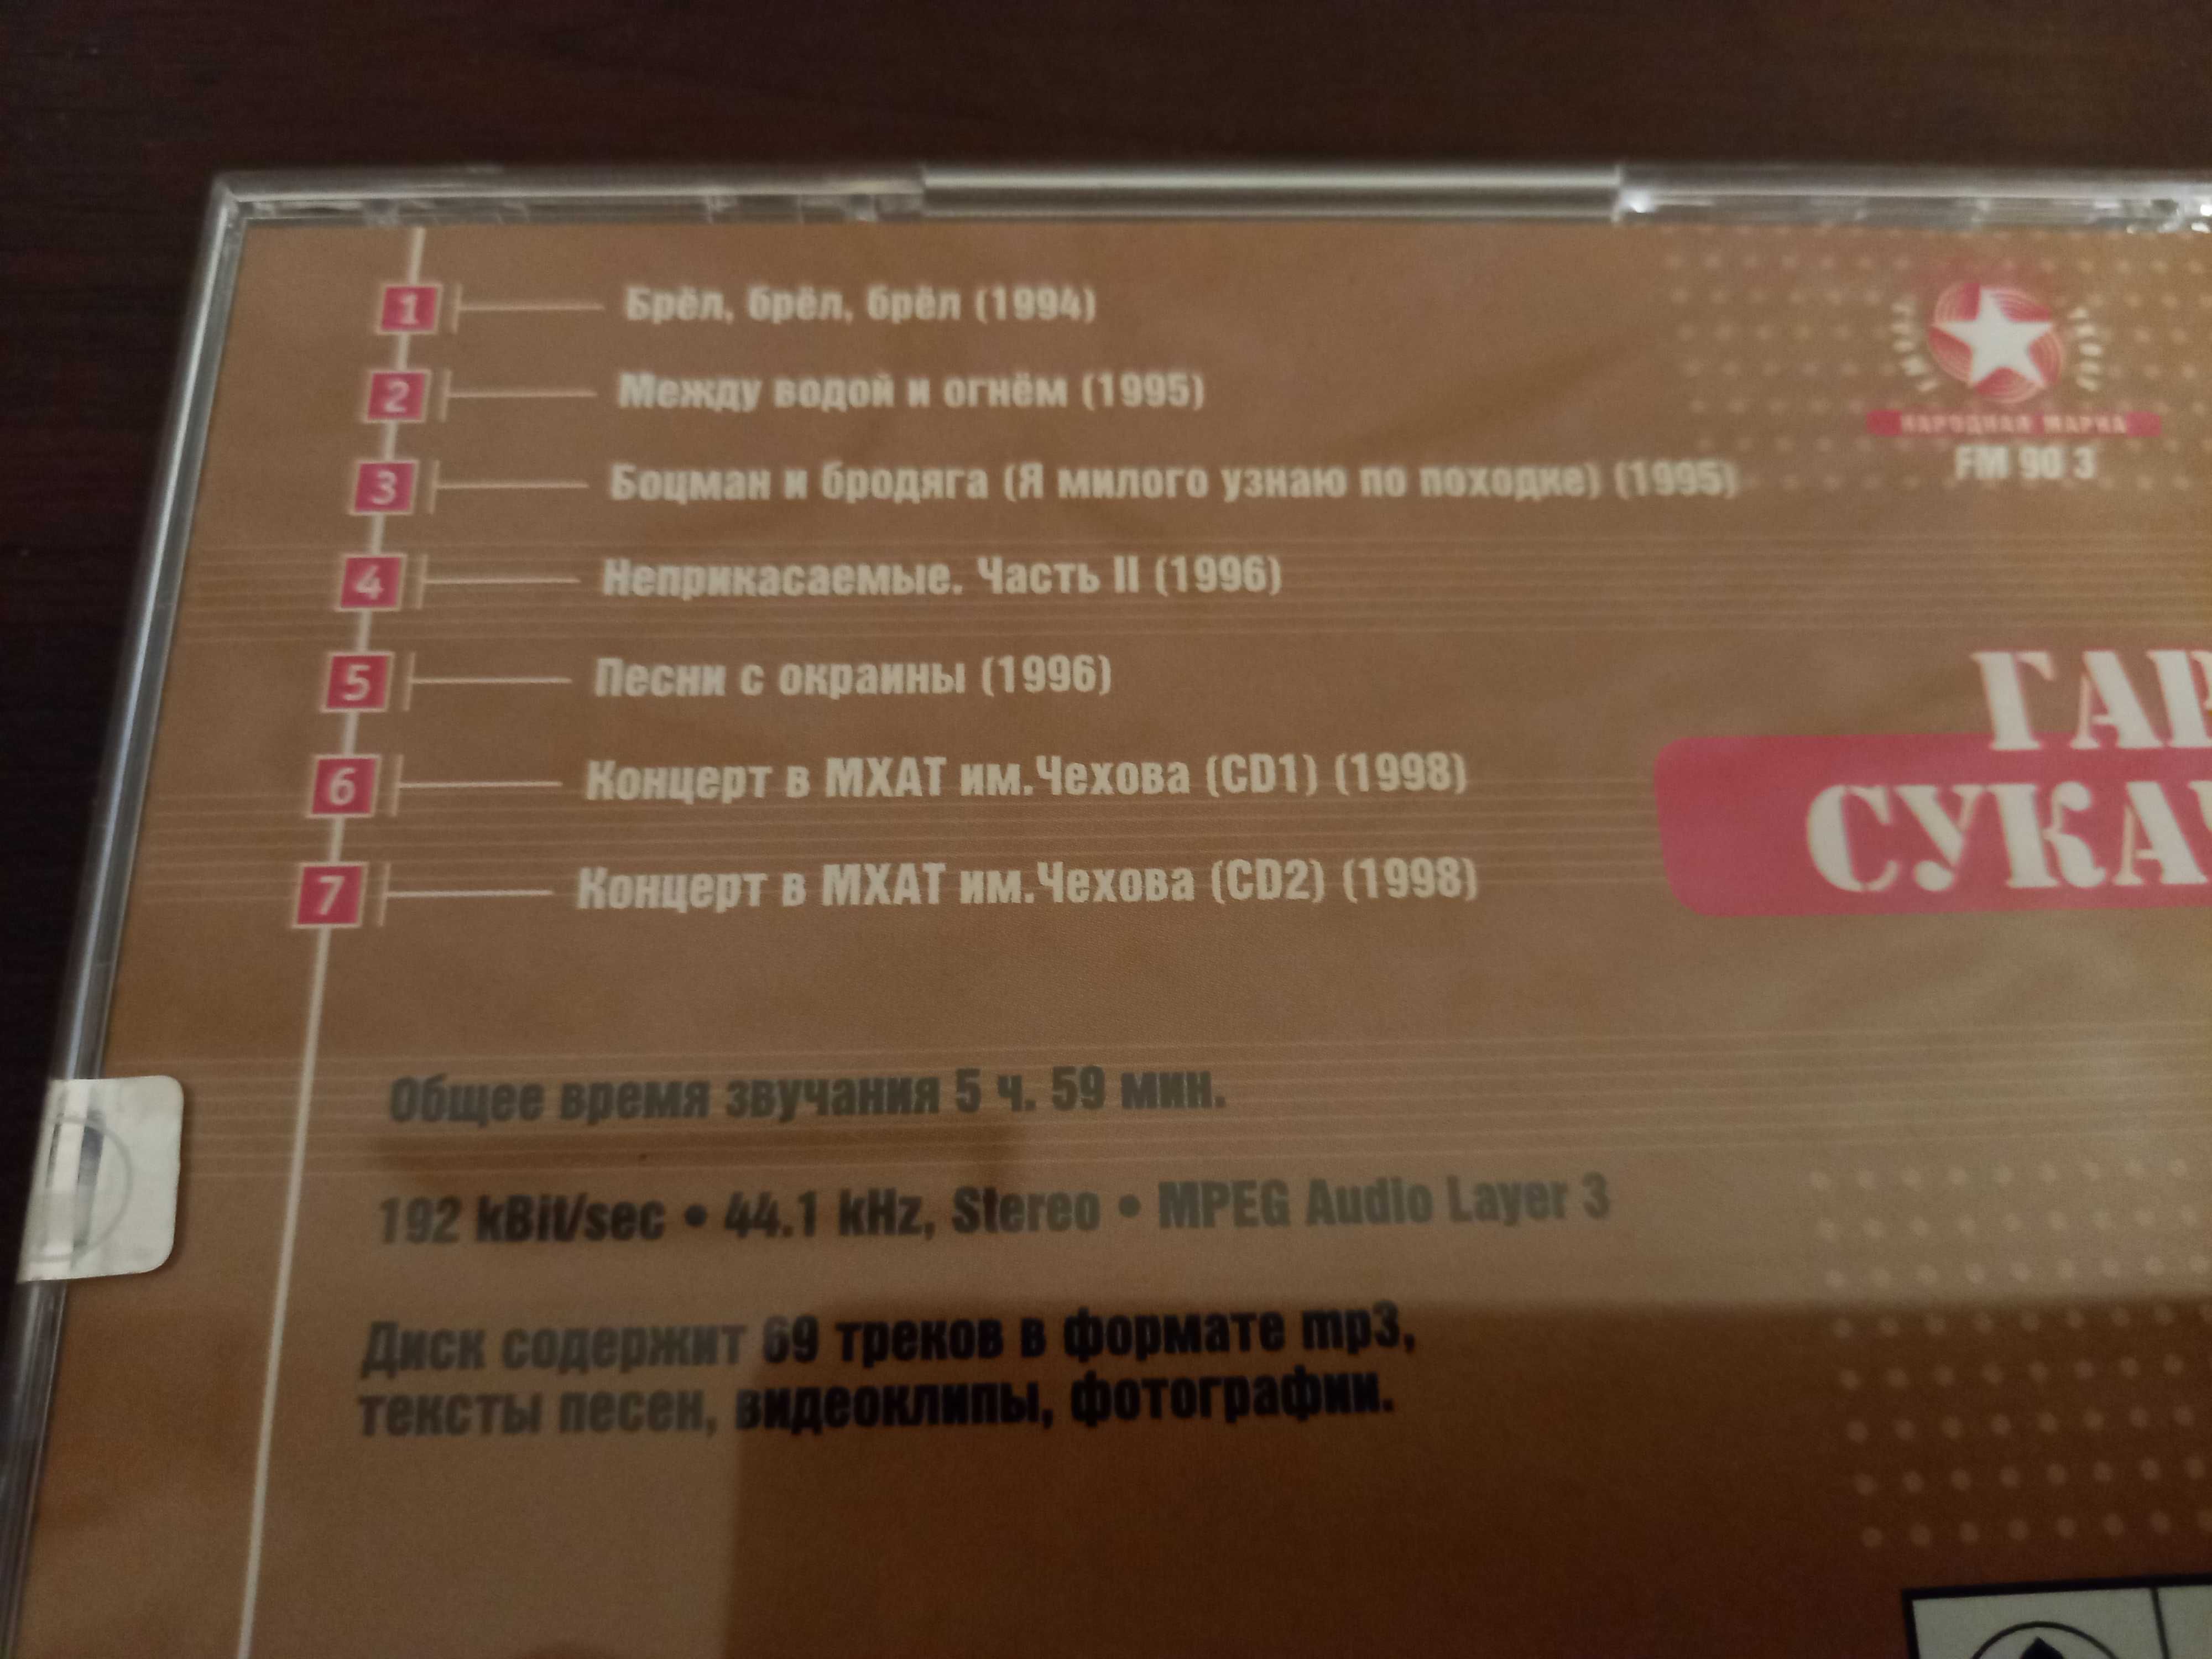 1 Брёл, брёл, брёл (1994)
2 Между водой и огнём (1995)
3 Боцман и бродяга (Я милого узнаю по походке) (1995)
4 Неприкасаемые. Часть II (1996)
5 Песни с окраины (1996)
6 Концерт в МХАТ им.Чехова (CD1) (1998)
7 Концерт в МХАТ им.Чехова (CD2) (1998)
НАРОДНАЯ МАРКА
FM 90 3
ГАР
СУКА
Общее время звучания 5 ч. 59 мин.
192 kBit/sec • 44.1 kHz, Stereo • MPEG Audio Layer 3
Диск содержит 69 треков в формате mp3,
тексты песен, видеоклипы, фотографии.